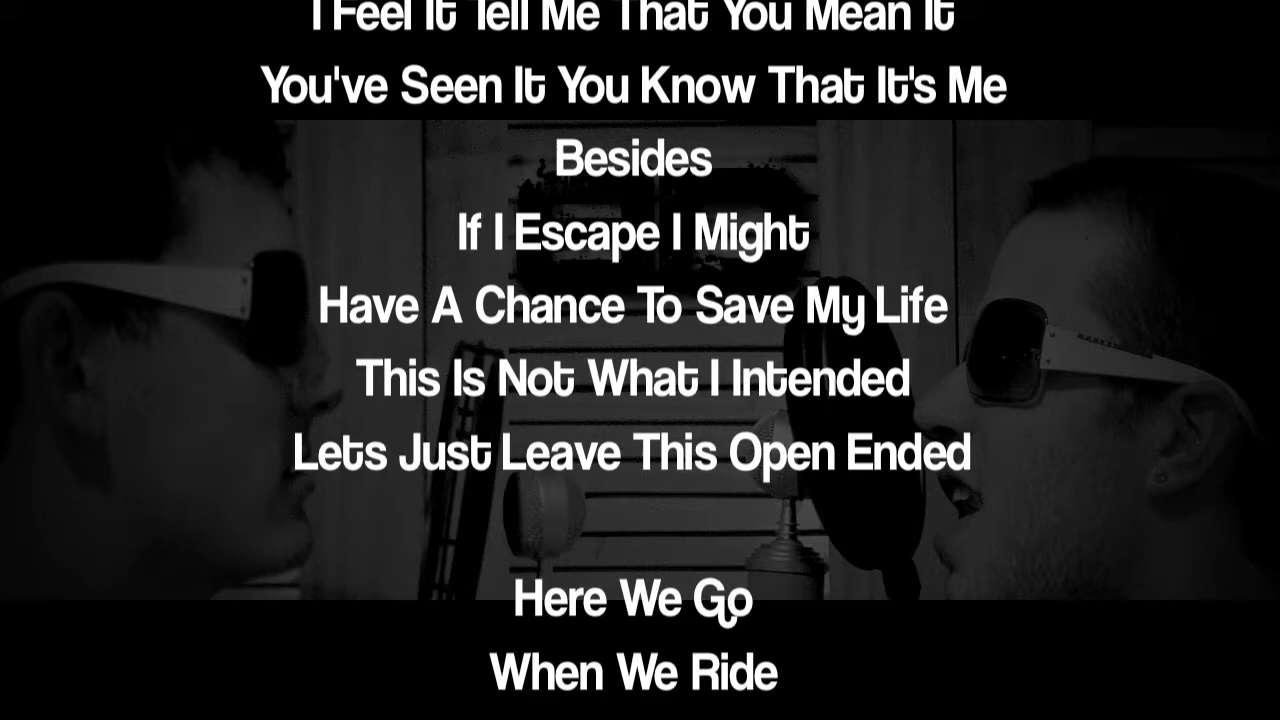 I Feel It Tell Me That You Mean It
You've Seen It You Know That It's Me
Besides
If I Escape I Might
Have A Chance To Save My Life
This Is Not What I Intended
Lets Just Leave This Open Ended
Here We Go
When We Ride